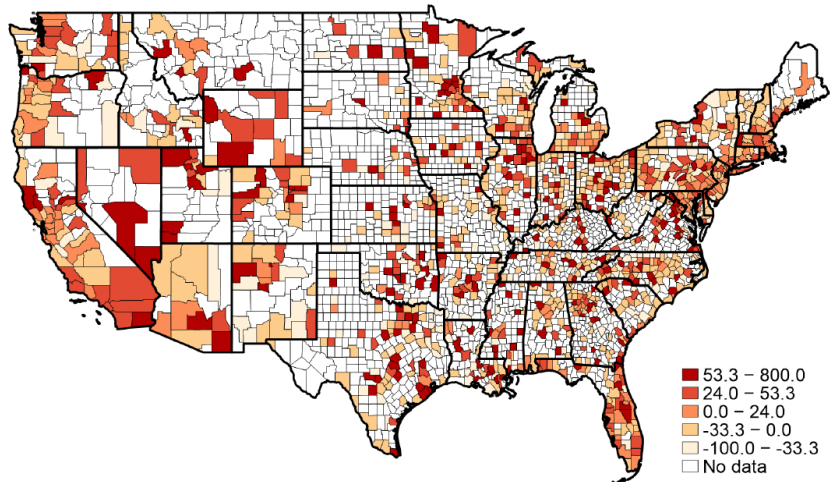 53.3 – 800.0
24.0 – 53.3
0.0 – 24.0
-33.3 – 0.0
-100.0 – -33.3
No data